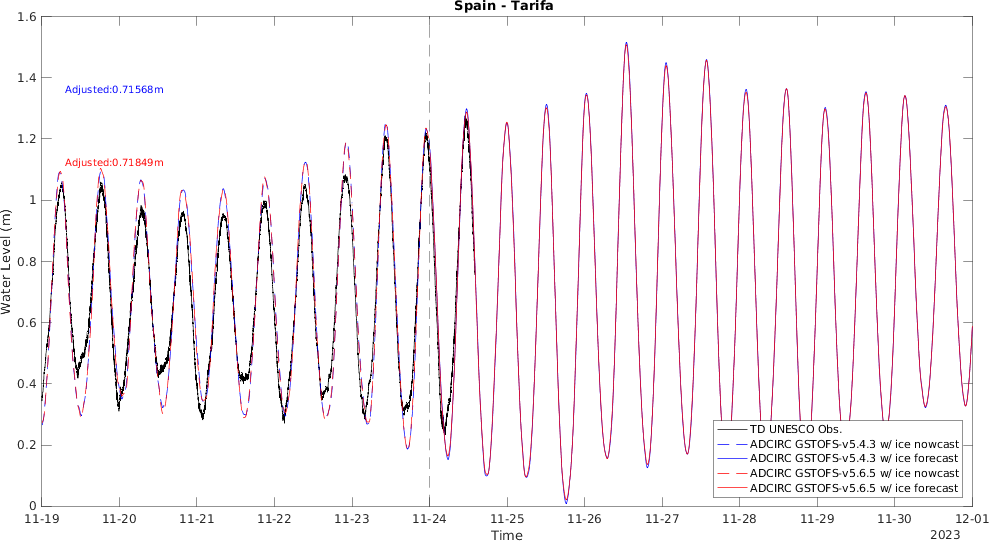 Spain - Tarifa
1.6
1.4
1.2
1
0.8
0.6
0.4
0.2
0
Water Level (m)
Adjusted:0.71568m
Adjusted:0.71849m
TD UNESCO Obs.
ADCIRC GSTOFS-v5.4.3 w/ ice nowcast
ADCIRC GSTOFS-v5.4.3 w/ ice forecast
ADCIRC GSTOFS-v5.6.5 w/ ice nowcast
ADCIRC GSTOFS-v5.6.5 w/ ice forecast
11-19 11-20 11-21 11-22 11-23 11-24 11-25 11-26 11-27 11-28 11-29 11-30 12-01
Time
2023